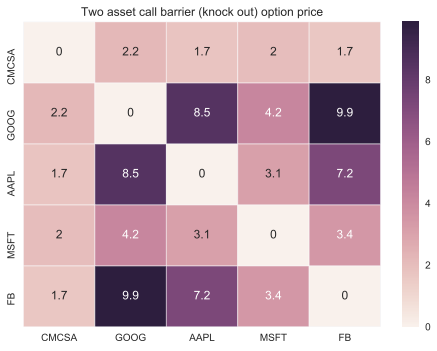 Two asset call barrier (knock out) option price
CMCSA 0 2.2 1.7 2 1.7
GOOG 2.2 0 8.5 4.2 9.9
AAPL 1.7 8.5 0 3.1 7.2
MSFT 2 4.2 3.1 0 3.4
FB 1.7 9.9 7.2 3.4 0
CMCSA GOOG AAPL MSFT FB
8
6
4
2
0